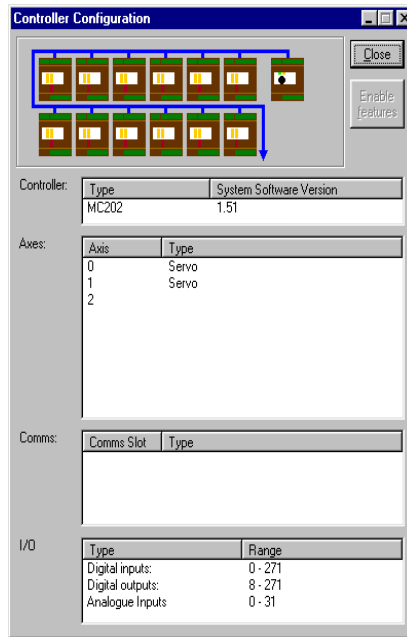 Controller Configuration
Close
Enable
features
Controller:
Type System Software Version
MC202 1.51
Axes:
Axis Type
0 Servo
1 Servo
2
Comms:
Comms Slot Type
I/O
Type Range
Digital inputs: 0 - 271
Digital outputs: 8 - 271
Analogue Inputs 0 - 31